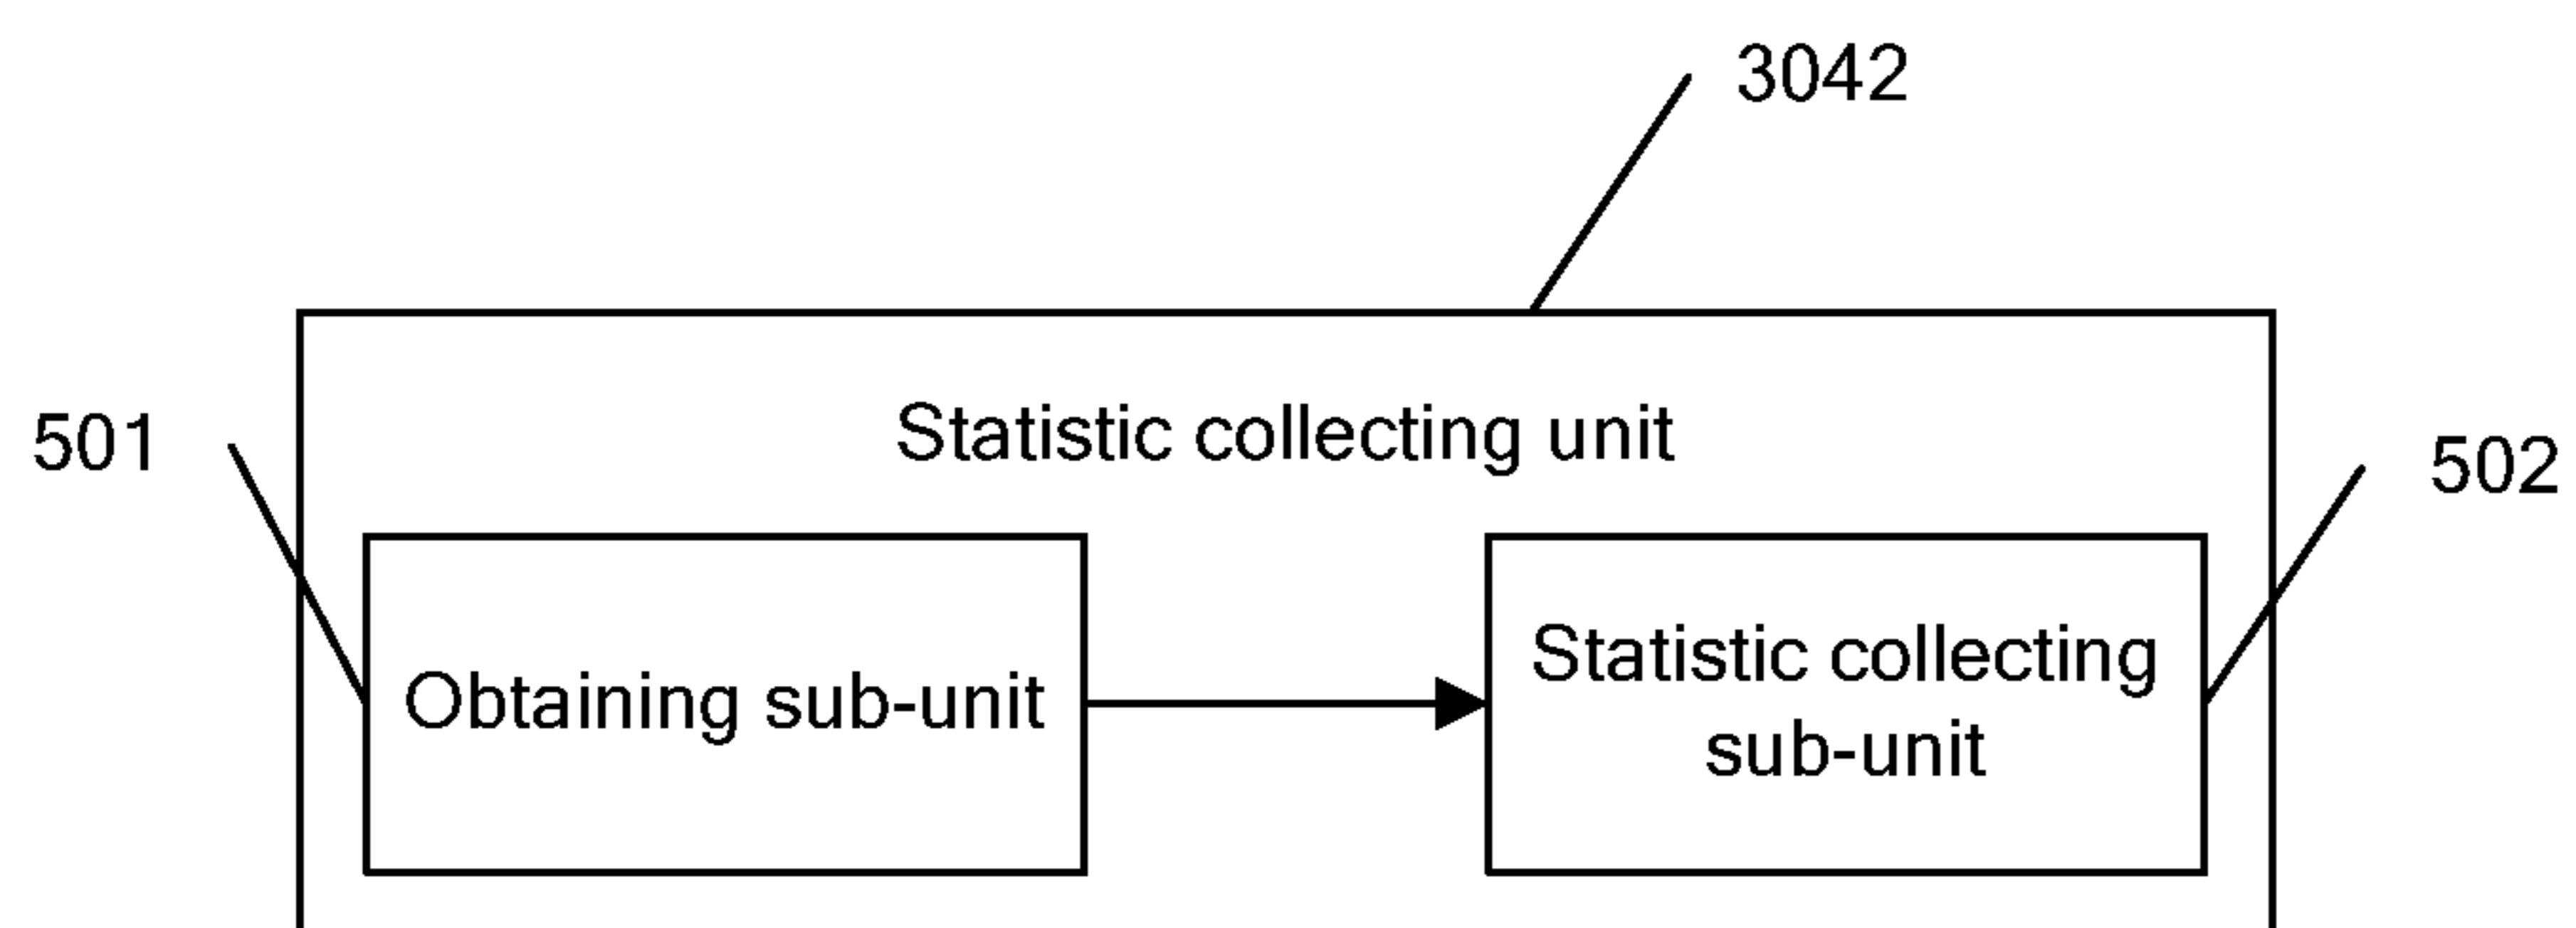 3042
Statistic collecting unit
501
502
Obtaining sub-unit
Statistic collecting
sub-unit